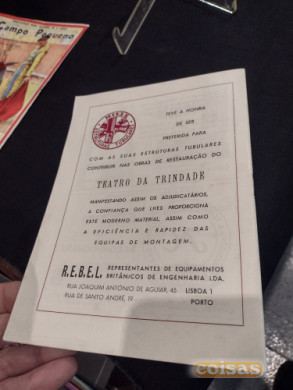 Campo Pequeno
MILLS
TEVE A HONRA
DE SER
PREFERIDA PARA
COM AS SUAS ESTRUTURAS TUBULARES
CONTRIBUIR NAS OBRAS DE RESTAURAÇÃO DO
TEATRO DA TRINDADE
MANIFESTANDO ASSIM OS ADJUDICATÁRIOS,
A CONFIANÇA QUE LHES PROPORCIONA
ESTE MODERNO MATERIAL, ASSIM COMO
A EFICIÊNCIA E RAPIDEZ DAS
EQUIPAS DE MONTAGEM.
R.E.B.E.L. REPRESENTANTES DE EQUIPAMENTOS
BRITÂNICOS DE ENGENHARIA LDA.
RUA JOAQUIM ANTÓNIO DE AGUIAR, 45 LISBOA 1
RUA DE SANTO ANDRÉ, 19 PORTO
coisas